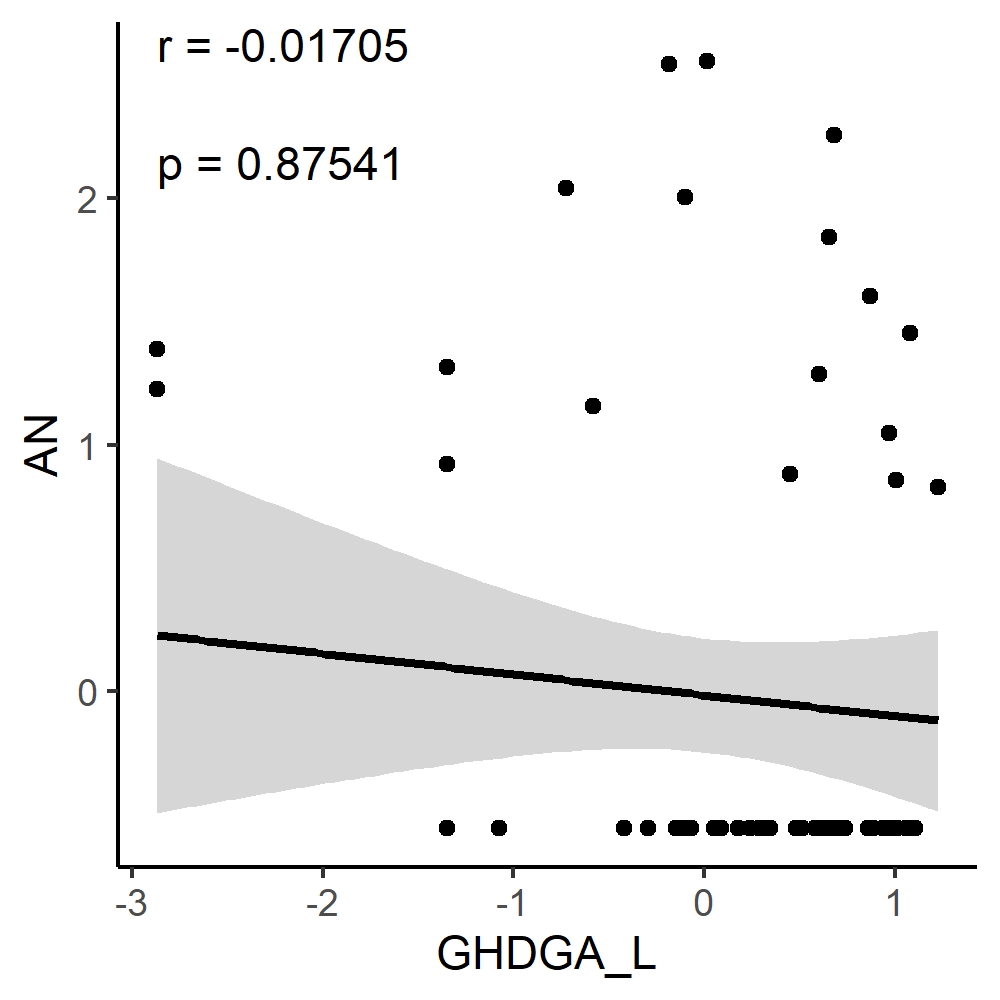 r = -0.01705
p = 0.87541
2
1
0
AN
-3 -2 -1 0 1
GHDGA_L